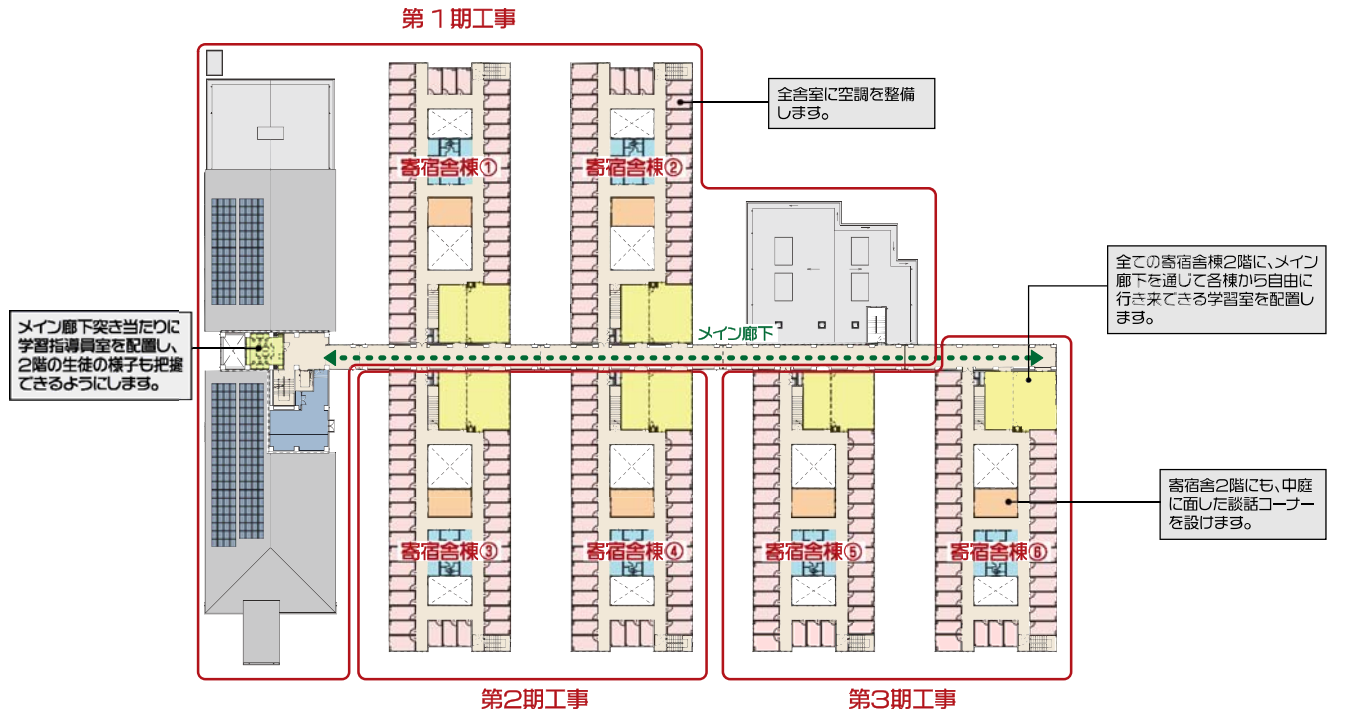 第1期工事
全舎室に空調を整備
します。
寄宿舎棟①
寄宿舎棟②
全ての寄宿舎棟2階に、メイン
廊下を通して各棟から自由に
行き来できる学習室を配置し
ます。
メイン廊下突き当たりに
学習指導員室を配置し、
2階の生徒の様子も把握
できるようにします。
メイン廊下
寄宿舎2階にも、中庭
に面した談話コーナー
を設けます。
寄宿舎棟③
寄宿舎棟④
寄宿舎棟⑤
寄宿舎棟⑥
第2期工事
第3期工事